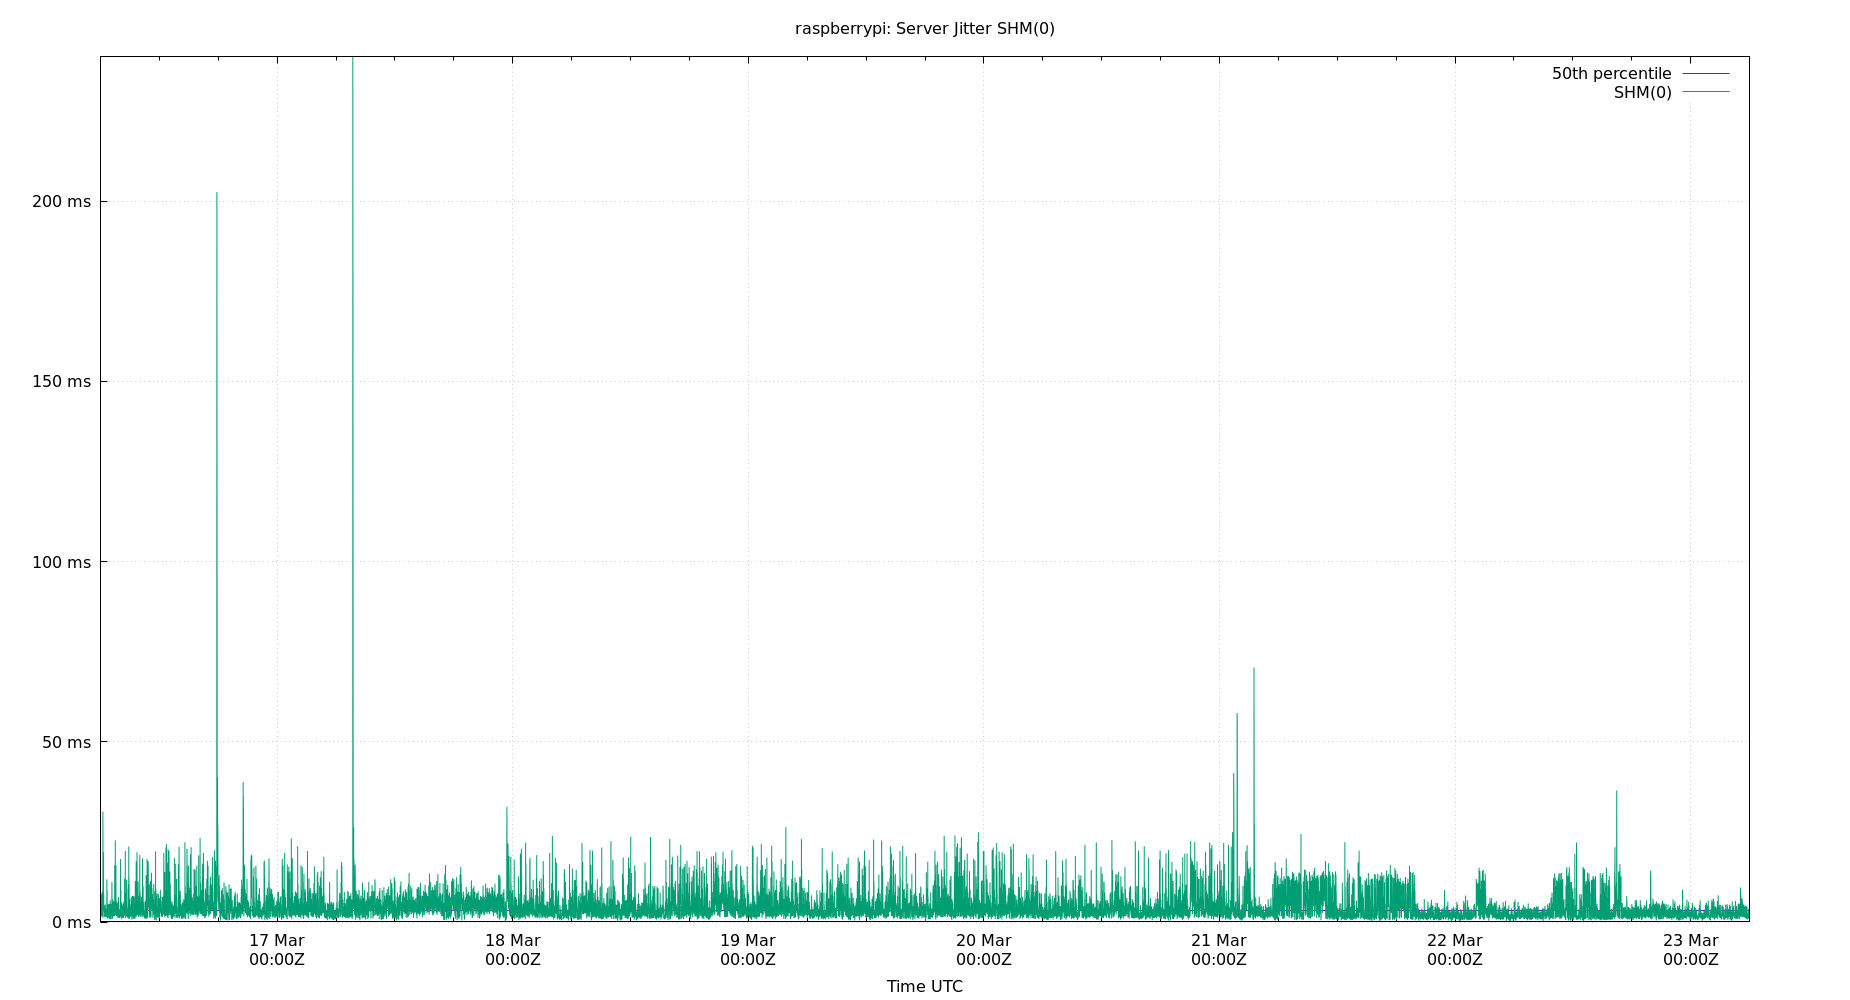 raspberrypi: Server Jitter SHM(0)
50th percentile
SHM(0)
200 ms
150 ms
100 ms
50 ms
0 ms
17 Mar 18 Mar 19 Mar 20 Mar 21 Mar 22 Mar 23 Mar
00:00Z 00:00Z 00:00Z 00:00Z 00:00Z 00:00Z 00:00Z
Time UTC